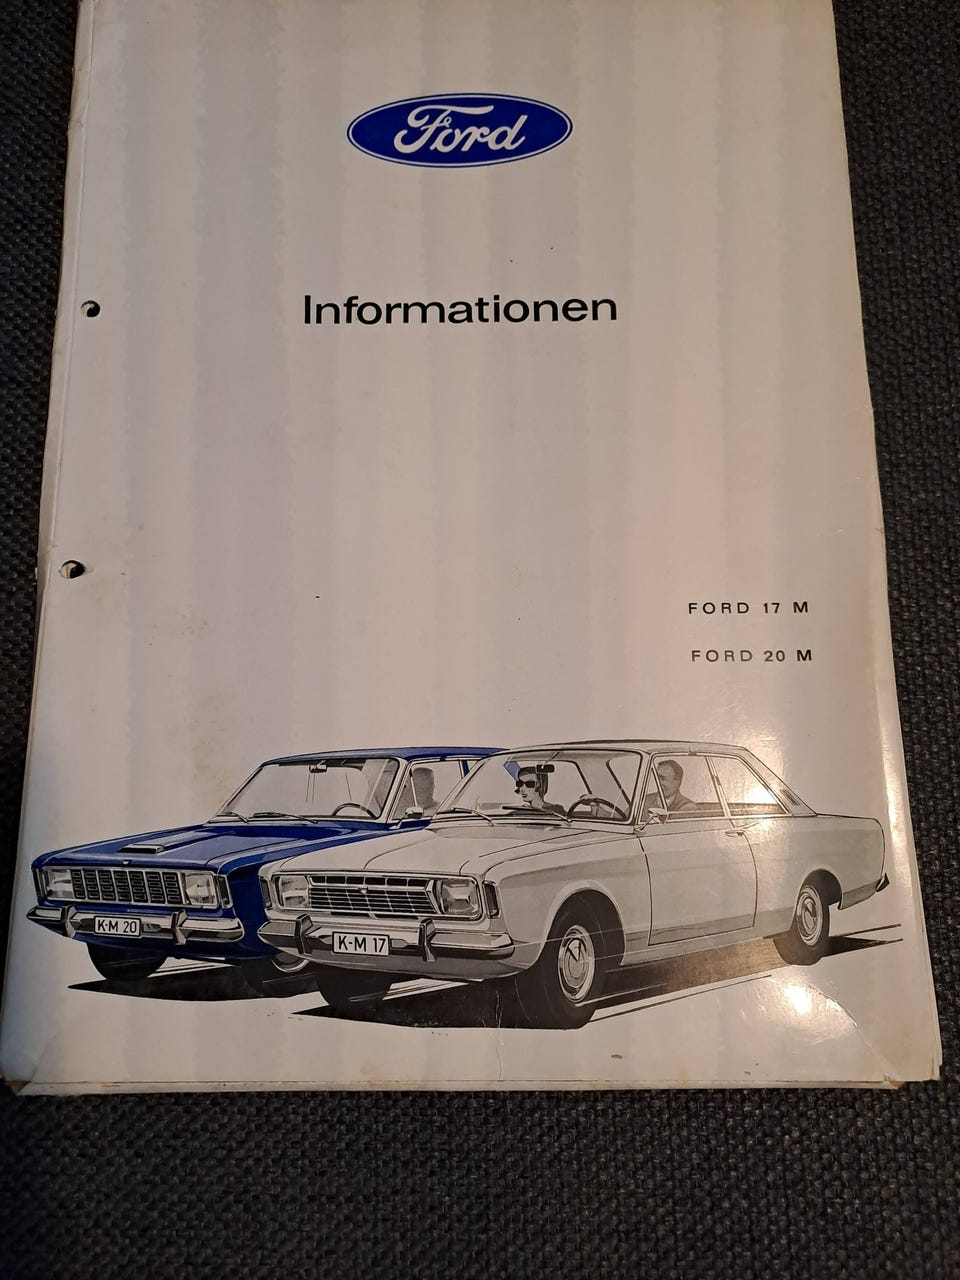 Ford
Informationen
FORD 17 M
FORD 20 M
K-M 20
K-M 17